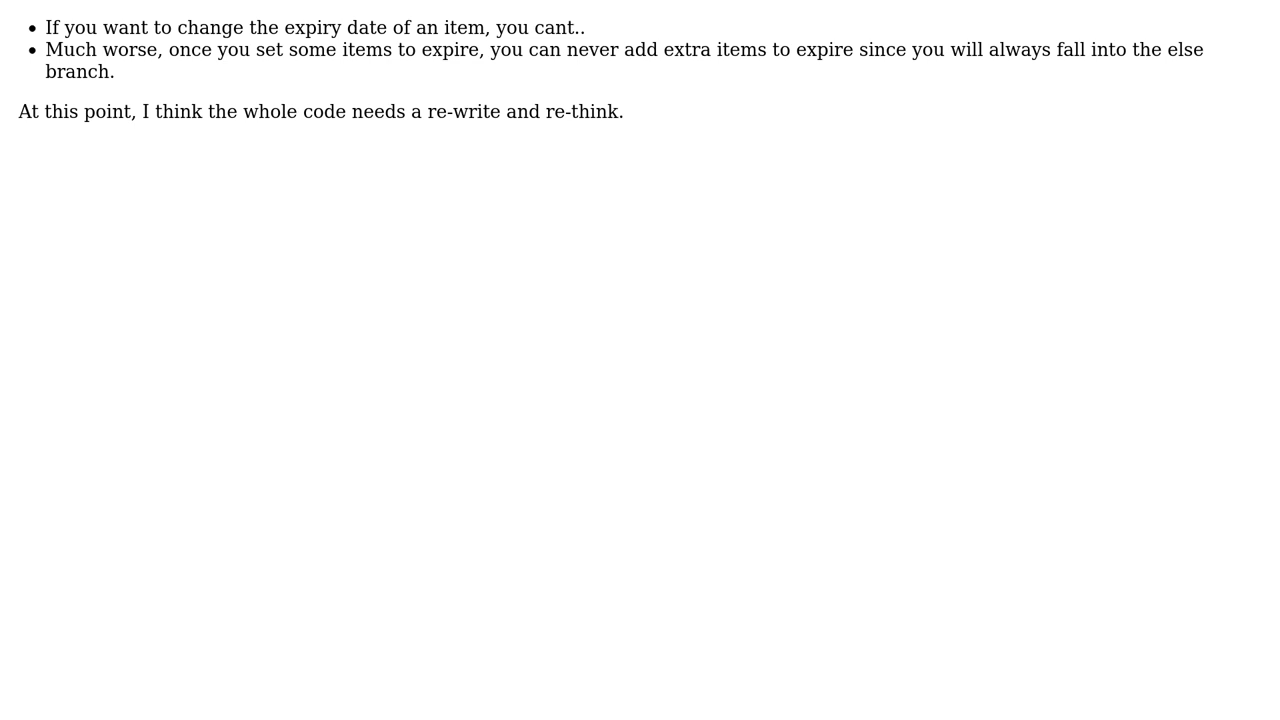 If you want to change the expiry date of an item, you cant..
Much worse, once you set some items to expire, you can never add extra items to expire since you will always fall into the else
branch.
At this point, I think the whole code needs a re-write and re-think.